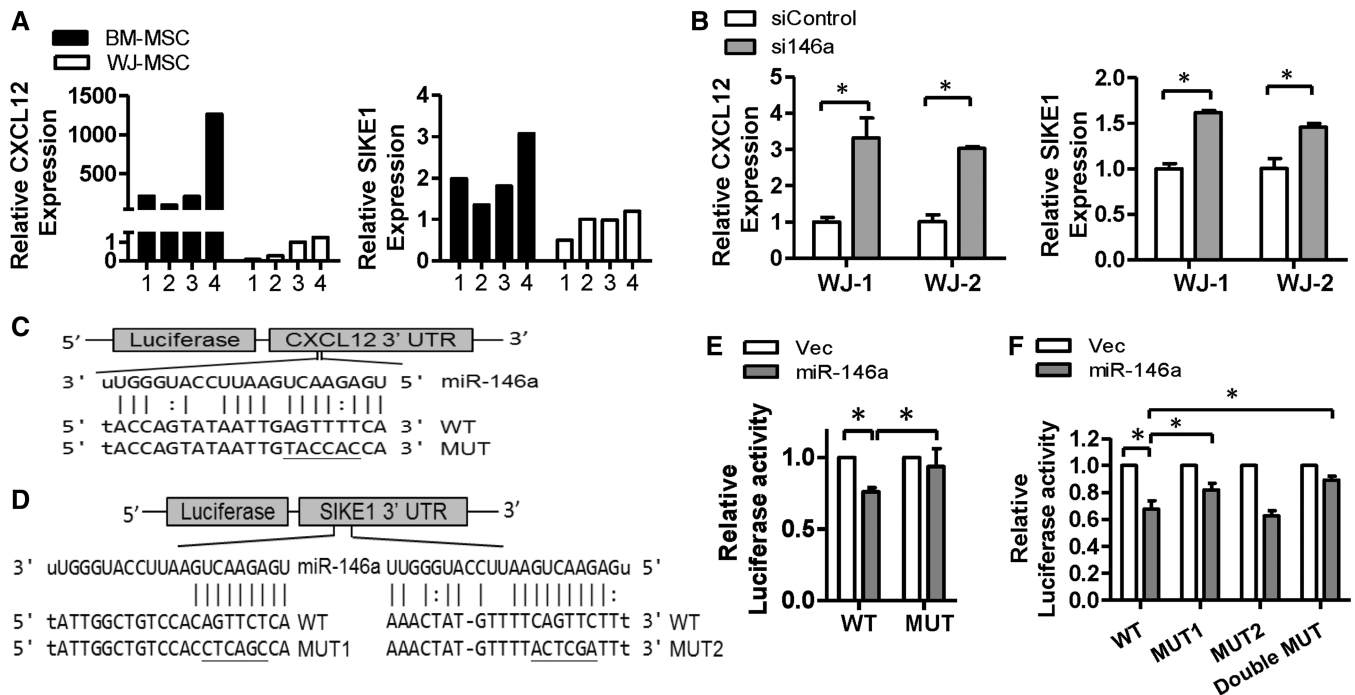 A
BM-MSC
WJ-MSC
Relative CXCL12
Expression
1500
1000
500
1
0
1 2 3 4 1 2 3 4
Relative SIKE1
Expression
4
3
2
1
0
1 2 3 4 1 2 3 4
B
siControl
si146a
Relative CXCL12
Expression
5
4
3
2
1
0
* *
WJ-1 WJ-2
Relative SIKE1
Expression
2.0
1.5
1.0
0.5
0.0
* *
WJ-1 WJ-2
C
5′ Luciferase CXCL12 3′ UTR 3′
3' uUGGGUACCUUAAGUCAAGAGU 5' miR-146a
||| :| |||| ||||:|||
5' tACCAGTATAATTGAGTTTTCA 3' WT
5' tACCAGTATAATTGTACCACCA 3' MUT
D
5′ Luciferase SIKE1 3′ UTR 3′
3' uUGGGUACCUUAAGUCAAGAGU miR-146a UUGGGUACCUUAAGUCAAGAGu 5'
||||||||| || |:|| | |||||||||:
5' tATTGGCTGTCCACAGTTCTCA WT AAACTAT-GTTTTCAGTTCTTt 3' WT
5' tATTGGCTGTCCACCTCAGCCA MUT1 AAACTAT-GTTTTACTCGATTt 3' MUT2
E
Vec
miR-146a
Relative
Luciferase activity
1.0
0.5
0.0
* *
WT MUT
F
Vec
miR-146a
Relative
Luciferase activity
1.2
1.0
0.8
0.6
0.4
0.2
0.0
* * *
WT MUT1 MUT2 Double MUT